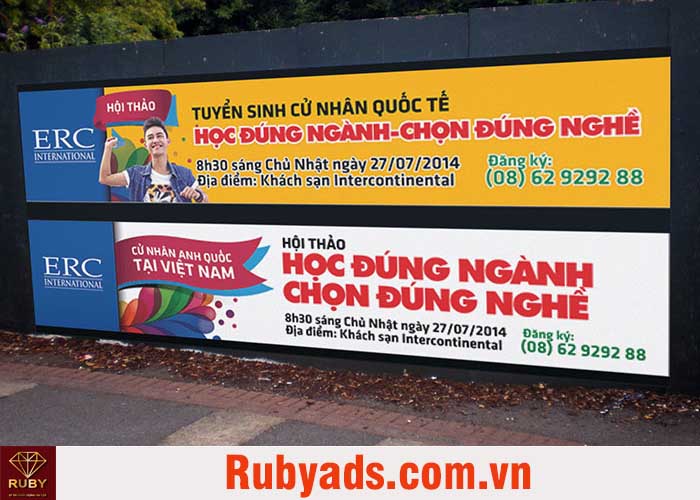 HỘI THẢO
ERC
INTERNATIONAL
TUYỂN SINH CỬ NHÂN QUỐC TẾ
HỌC ĐÚNG NGÀNH-CHỌN ĐÚNG NGHỀ
8h30 sáng Chủ Nhật ngày 27/07/2014
Địa điểm: Khách sạn Intercontinental
Đăng ký:
(08) 62 9292 88
ERC
INTERNATIONAL
CỬ NHÂN ANH QUỐC
TẠI VIỆT NAM
HỘI THẢO
HỌC ĐÚNG NGÀNH
CHỌN ĐÚNG NGHỀ
8h30 sáng Chủ Nhật ngày 27/07/2014
Địa điểm: Khách sạn Intercontinental
Đăng ký:
(08) 62 9292 88
RUBY
Rubyads.com.vn